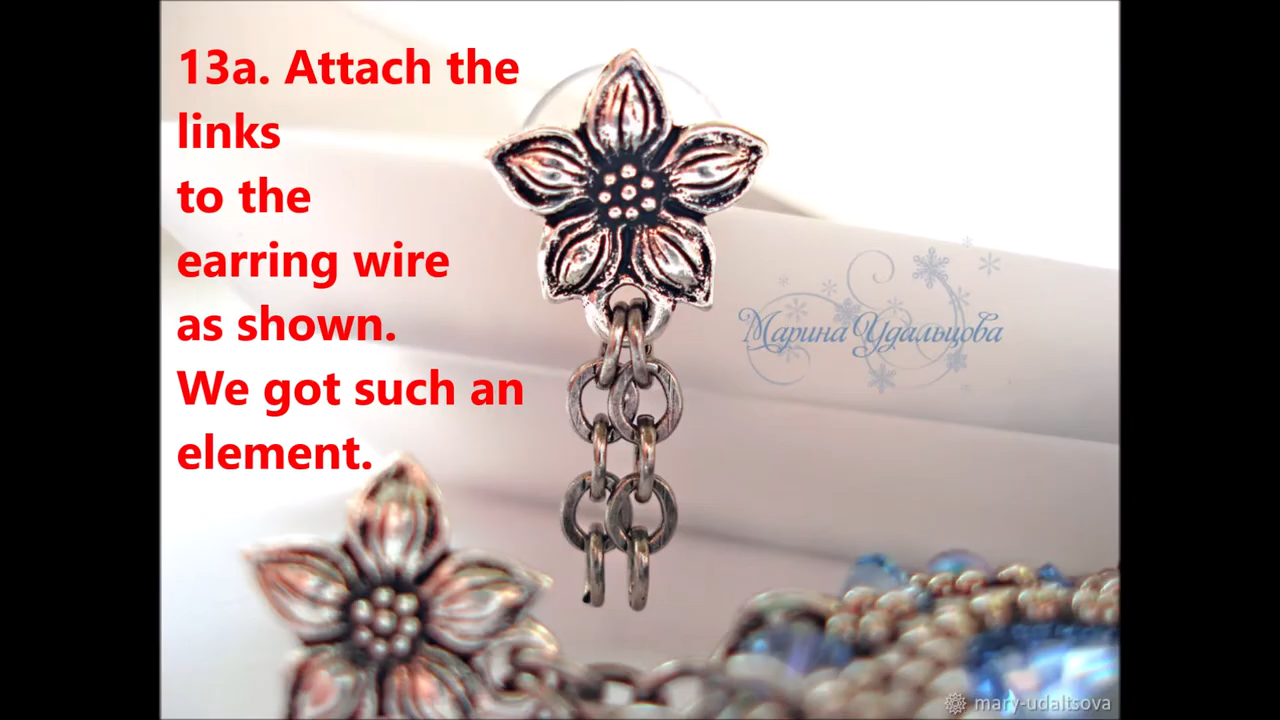 13a. Attach the
links
to the
earring wire
as shown.
We got such an
element.
Марина Удальцова
mary-udaltsova